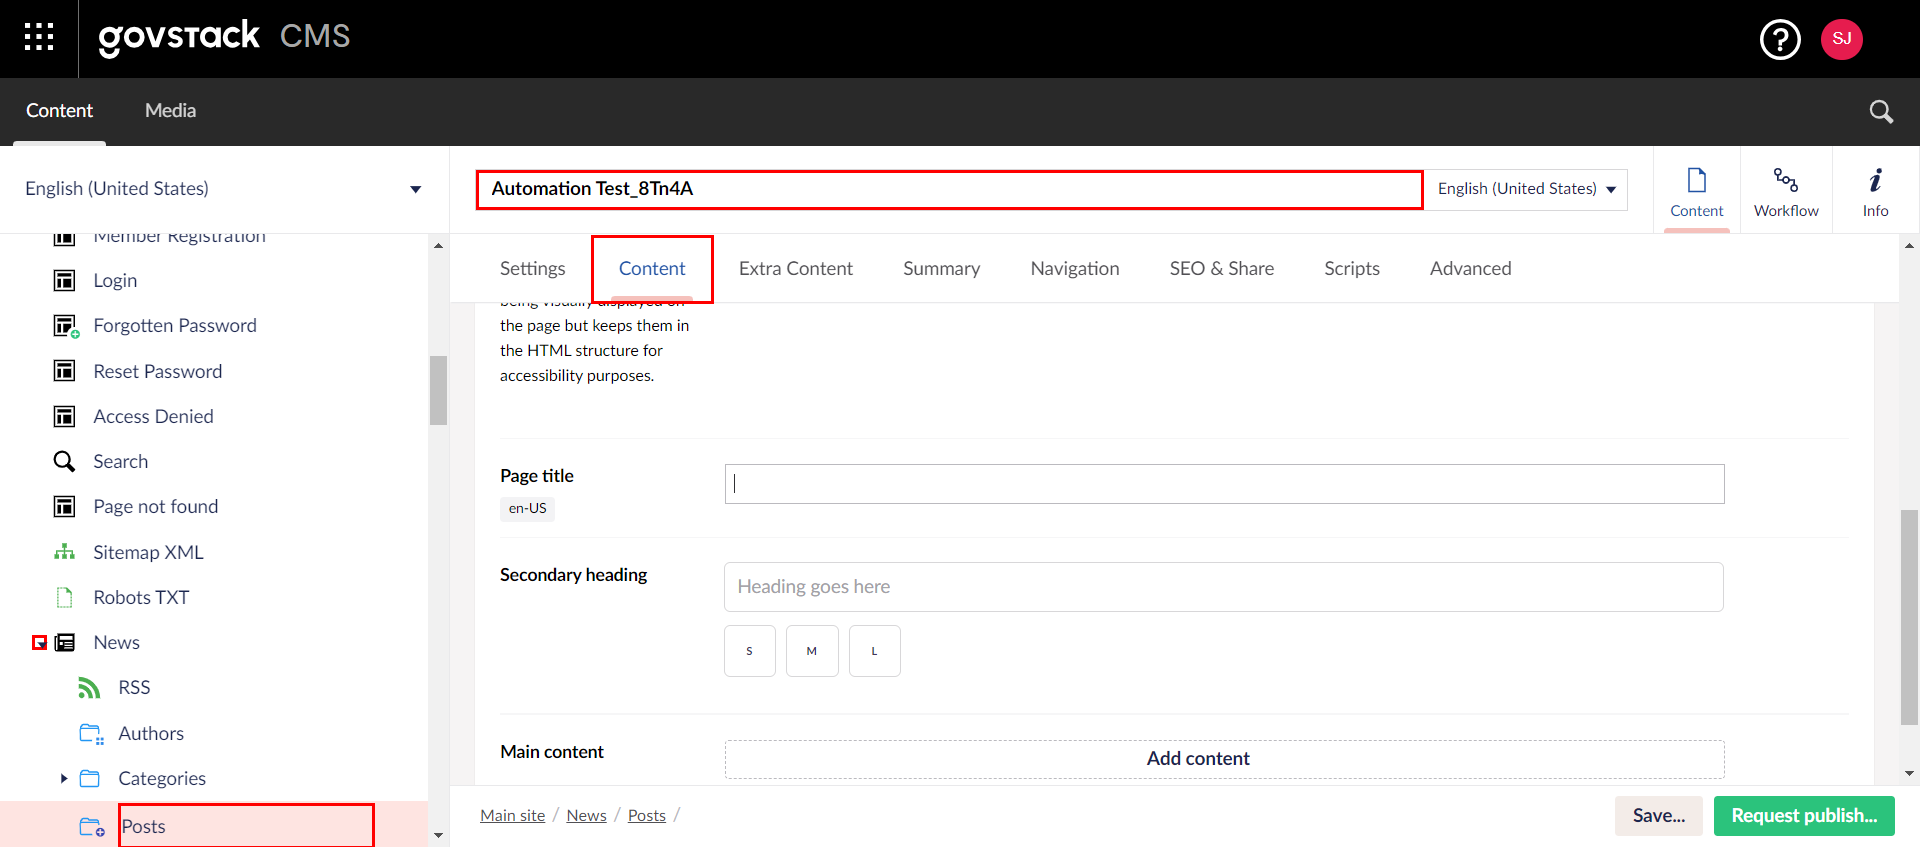 govstack CMS
SJ
Content
Media
English (United States)
Member Registration
Login
Forgotten Password
Reset Password
Access Denied
Search
Page not found
Sitemap XML
Robots TXT
News
RSS
Authors
Categories
Posts
Automation Test_8Tn4A
English (United States)
Content
Workflow
Info
Settings
Content
Extra Content
Summary
Navigation
SEO & Share
Scripts
Advanced
being visually displayed on
the page but keeps them in
the HTML structure for
accessibility purposes.
Page title
en-US
Secondary heading
Heading goes here
S
M
L
Main content
Add content
Main site / News / Posts /
Save...
Request publish...